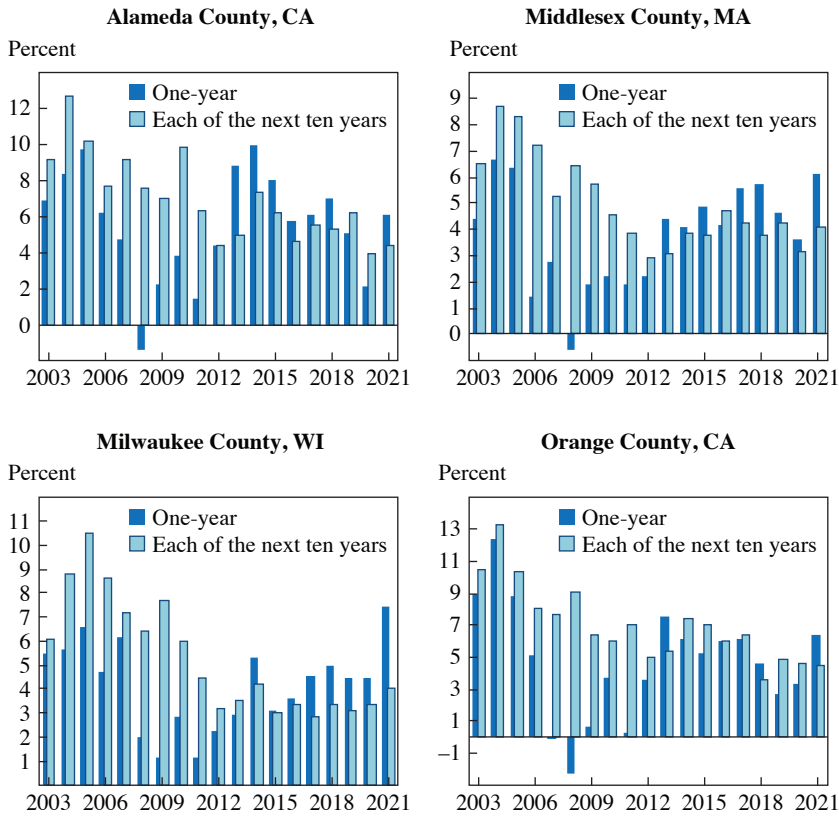 Alameda County, CA
Percent
One-year
Each of the next ten years
12
10
8
6
4
2
0
2003 2006 2009 2012 2015 2018 2021
Middlesex County, MA
Percent
One-year
Each of the next ten years
9
8
7
6
5
4
3
2
1
0
2003 2006 2009 2012 2015 2018 2021
Milwaukee County, WI
Percent
One-year
Each of the next ten years
11
10
9
8
7
6
5
4
3
2
1
2003 2006 2009 2012 2015 2018 2021
Orange County, CA
Percent
One-year
Each of the next ten years
13
11
9
7
5
3
1
–1
2003 2006 2009 2012 2015 2018 2021